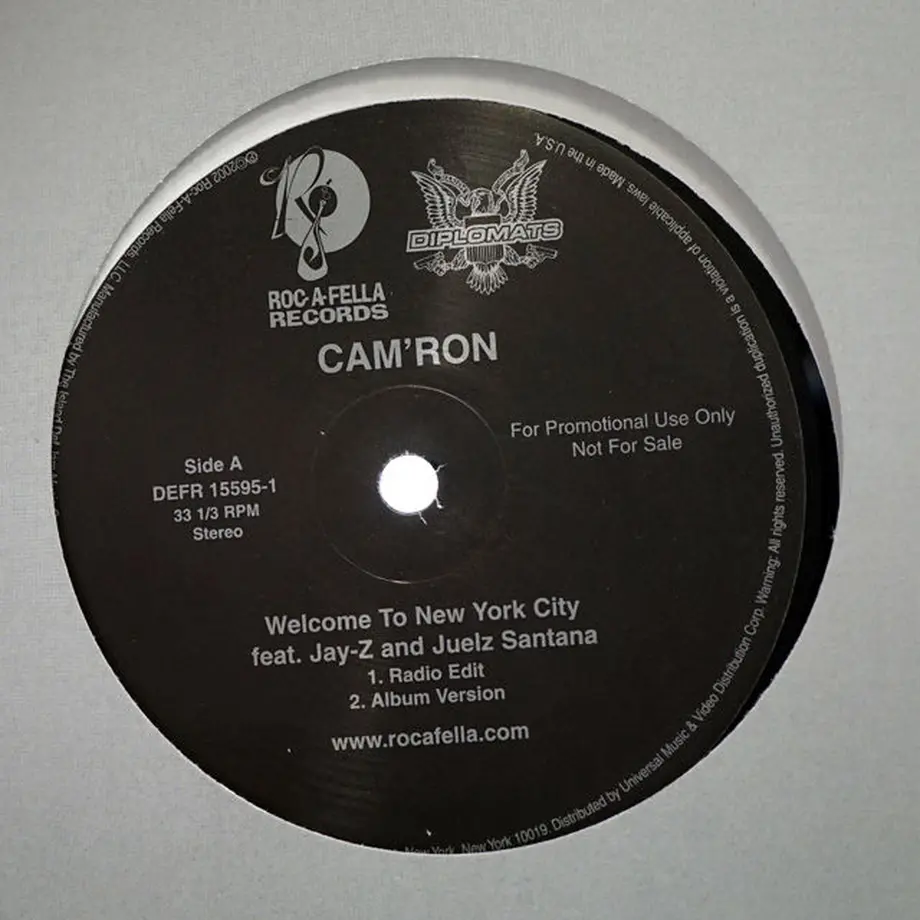 ROC-A-FELLA
RECORDS
DIPLOMATS
CAM'RON
For Promotional Use Only
Not For Sale
Side A
DEFR 15595-1
33 1/3 RPM
Stereo
Welcome To New York City
feat. Jay-Z and Juelz Santana
1. Radio Edit
2. Album Version
www.rocafella.com
℗©2002 Roc-A-Fella Records, LLC. Manufactured by The Island Def
New York, New York 10019. Distributed by Universal Music & Video Distribution Corp. Warning: All rights reserved. Unauthorized duplication is a violation of applicable laws. Made in the U.S.A.